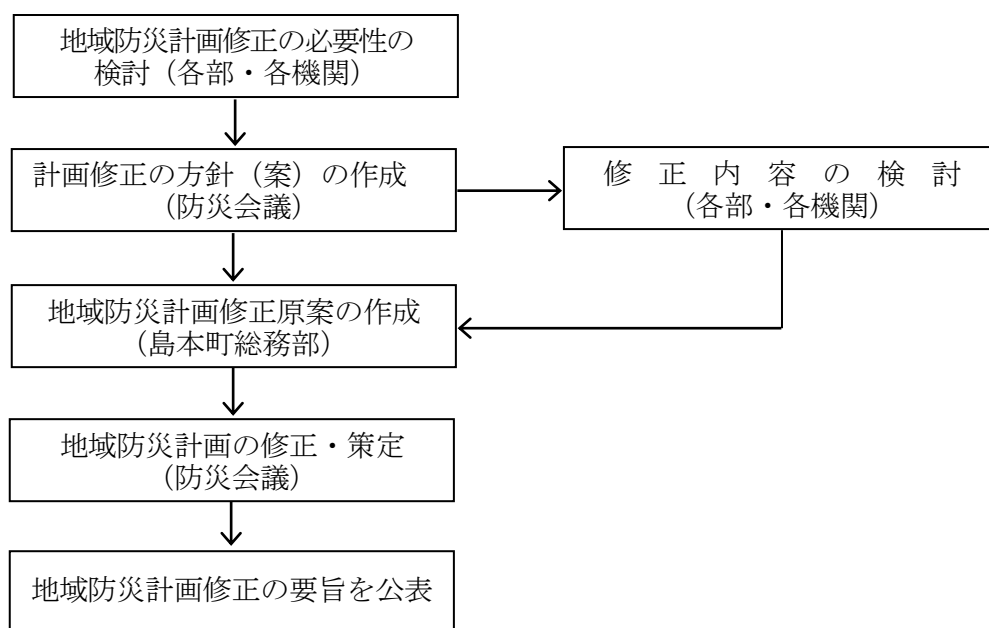 地域防災計画修正の必要性の
検討（各部・各機関）
計画修正の方針（案）の作成
（防災会議）
修正内容の検討
（各部・各機関）
地域防災計画修正原案の作成
（島本町総務部）
地域防災計画の修正・策定
（防災会議）
地域防災計画修正の要旨を公表